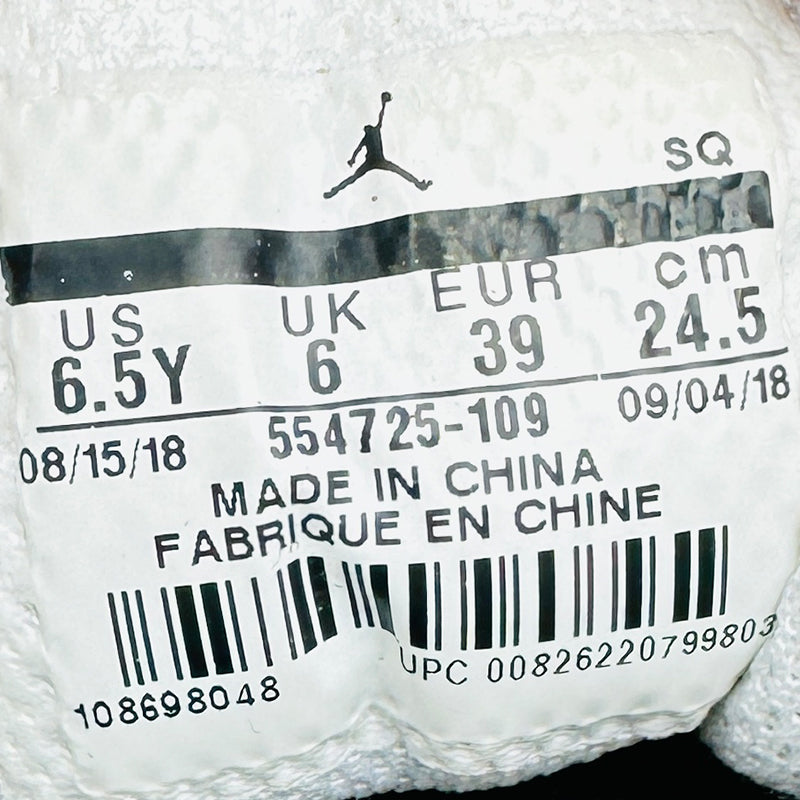 SQ
US UK EUR cm
6.5Y 6 39 24.5
08/15/18 554725-109 09/04/18
MADE IN CHINA
FABRIQUE EN CHINE
108698048 UPC 00826220799803